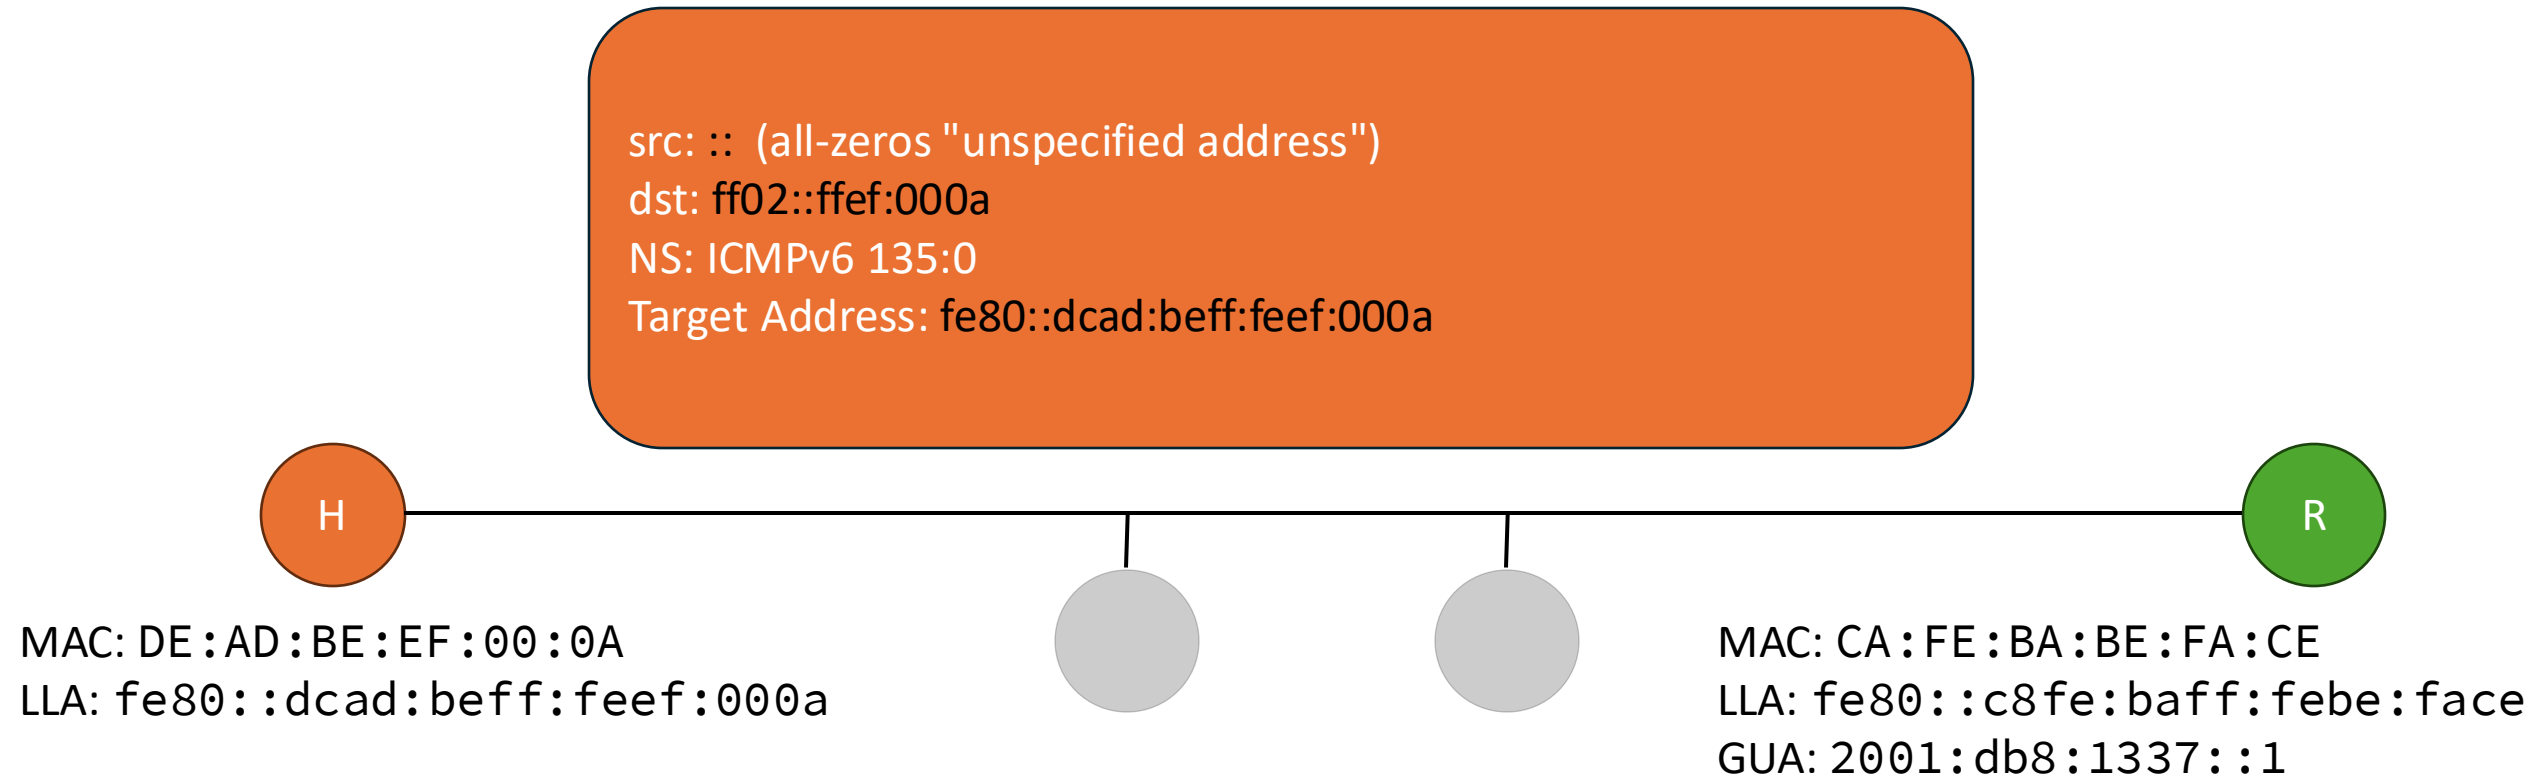 src: :: (all-zeros "unspecified address")
dst: ff02::ffef:000a
NS: ICMPv6 135:0
Target Address: fe80::dcad:beff:feef:000a
H
R
MAC: DE:AD:BE:EF:00:0A
LLA: fe80::dcad:beff:feef:000a
MAC: CA:FE:BA:BE:FA:CE
LLA: fe80::c8fe:baff:febe:face
GUA: 2001:db8:1337::1